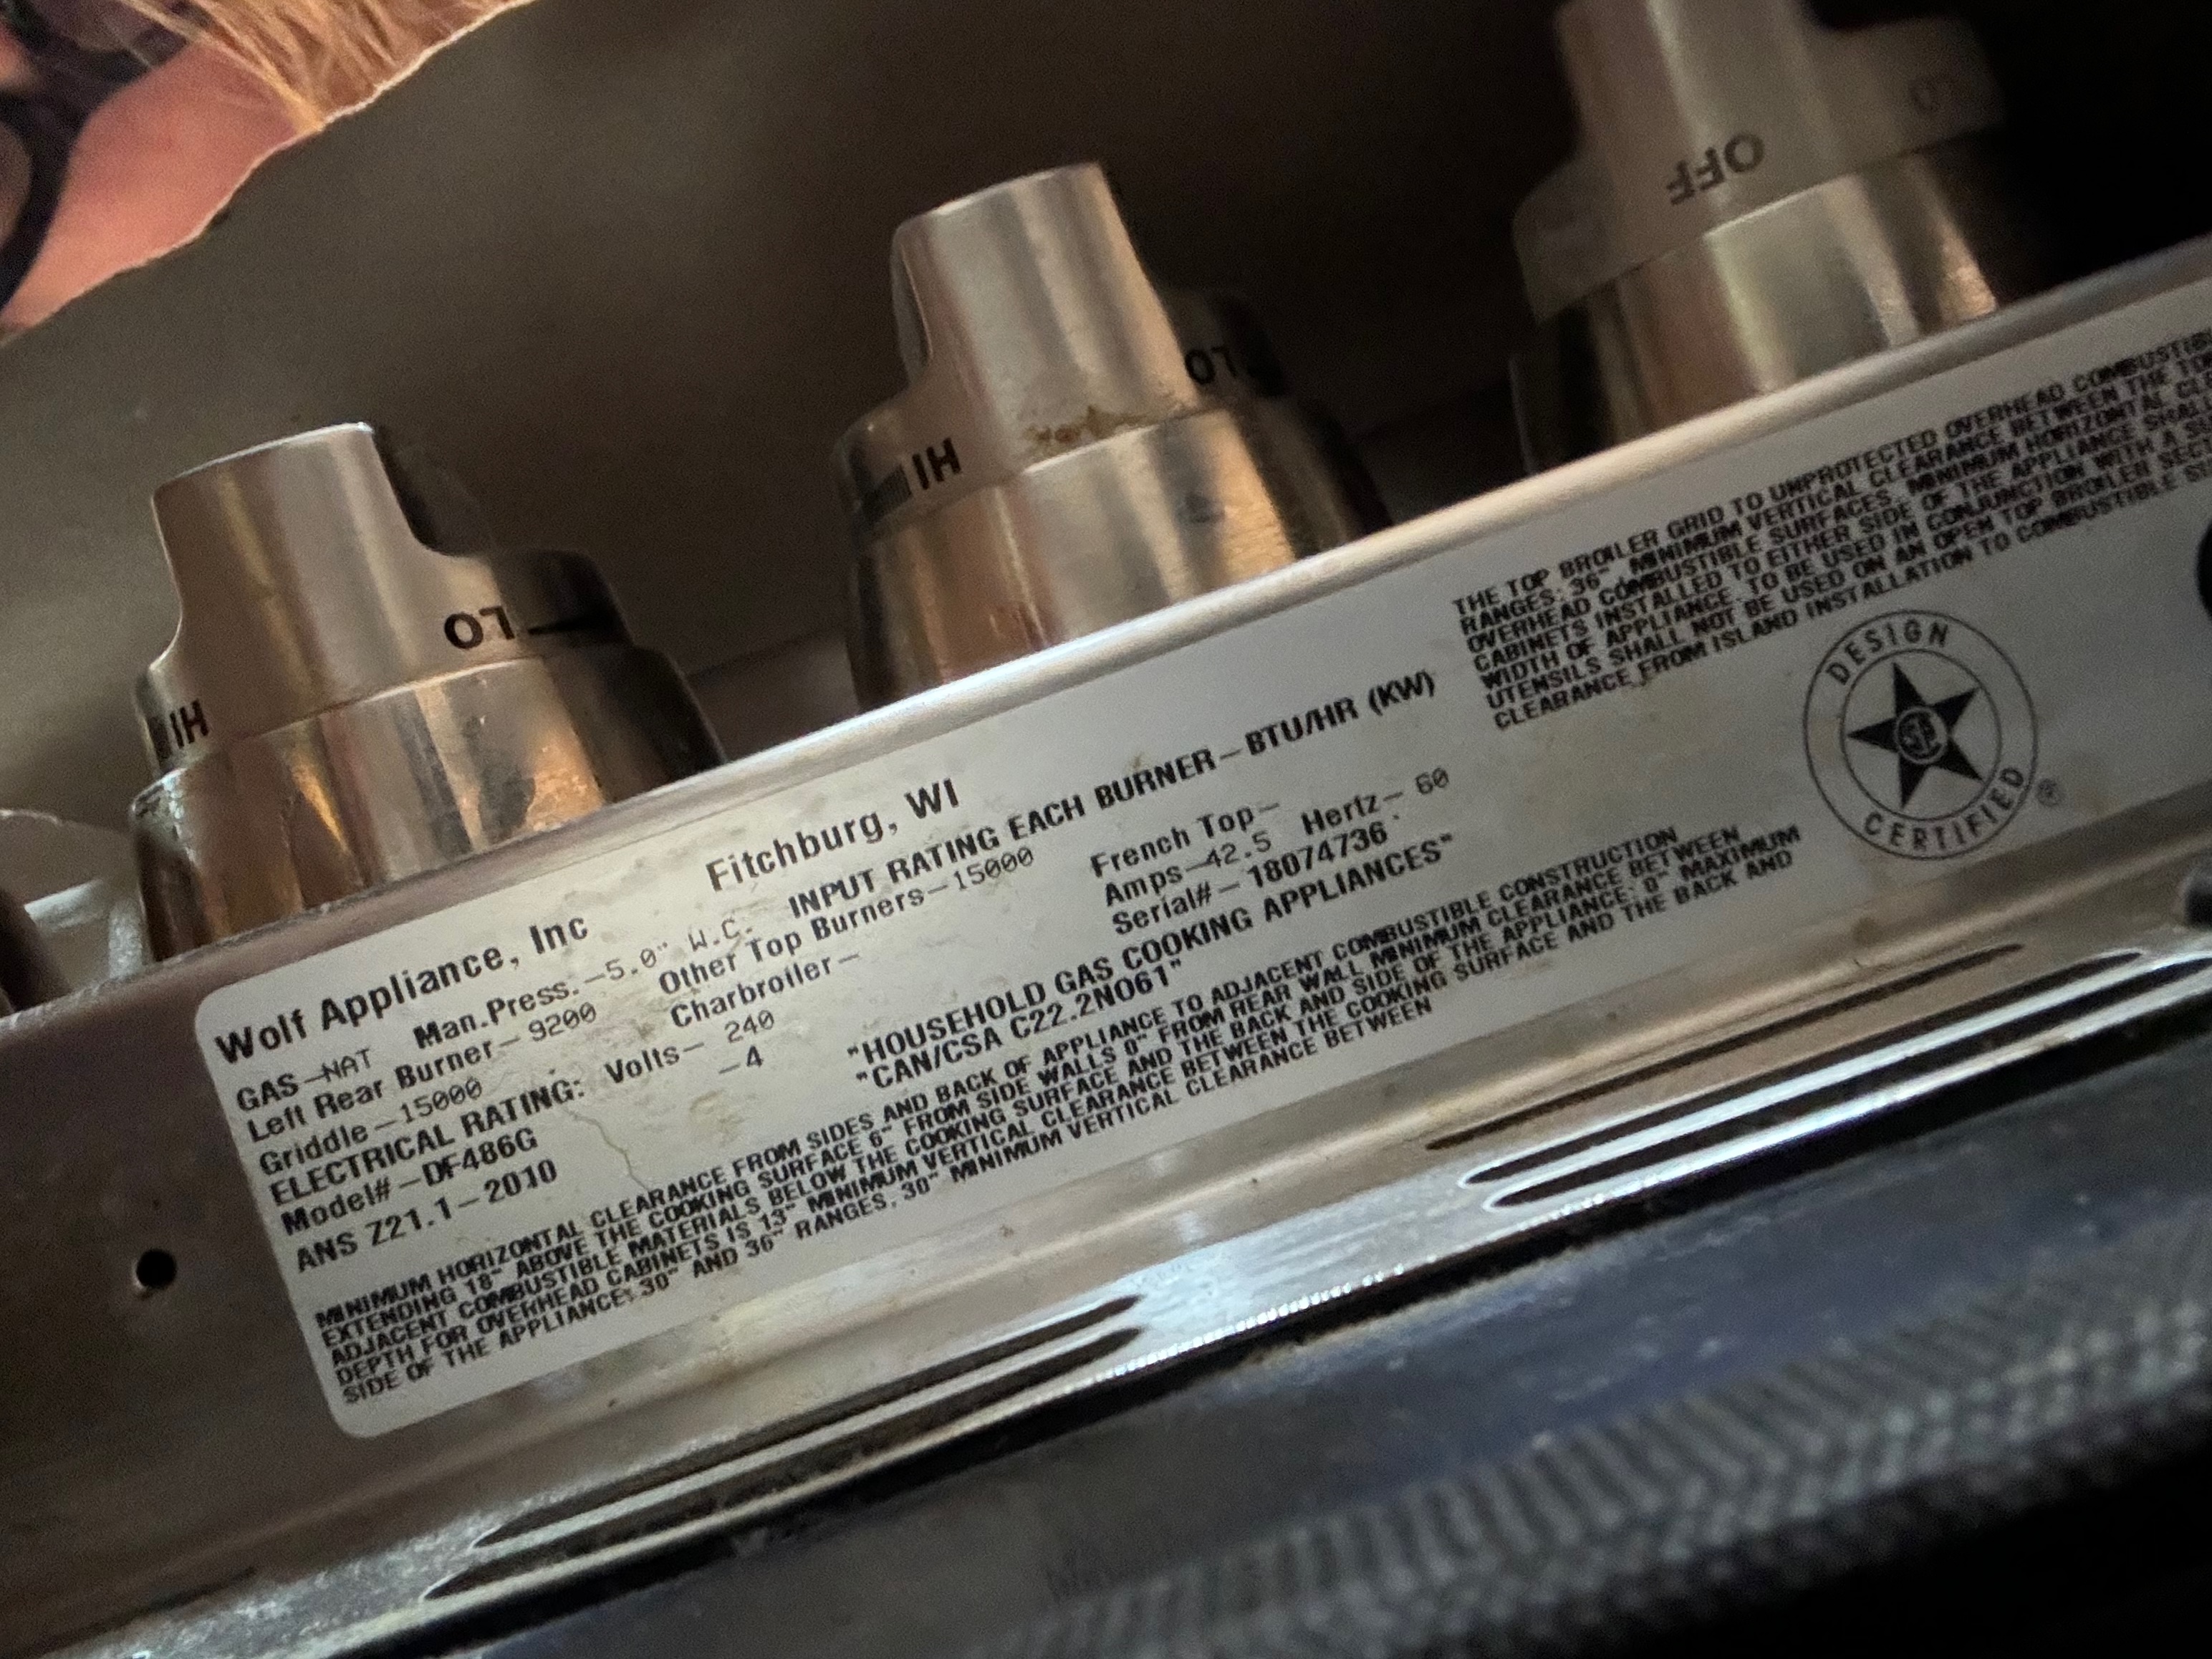 OFF
LO
HI
LO
HI
LO
Wolf Appliance, Inc Fitchburg, WI
GAS-NAT Man.Press.-5.0" W.C. INPUT RATING EACH BURNER-BTU/HR (KW)
Left Rear Burner-9200 Other Top Burners-15000 French Top-
Griddle-15000 Charbroiler-
ELECTRICAL RATING: Volts- 240 Amps-42.5 Hertz- 60
Model#-DF486G -4 Serial#-18074736
ANS Z21.1-2010 "HOUSEHOLD GAS COOKING APPLIANCES"
"CAN/CSA C22.2NO61"
MINIMUM HORIZONTAL CLEARANCE FROM SIDES AND BACK OF APPLIANCE TO ADJACENT COMBUSTIBLE CONSTRUCTION
EXTENDING 18" ABOVE THE COOKING SURFACE 6" FROM SIDE WALLS 0" FROM REAR WALL MINIMUM CLEARANCE BETWEEN
ADJACENT COMBUSTIBLE MATERIALS BELOW THE COOKING SURFACE AND THE BACK AND SIDE OF THE APPLIANCE; 0" MAXIMUM
DEPTH FOR OVERHEAD CABINETS IS 13" MINIMUM VERTICAL CLEARANCE BETWEEN THE COOKING SURFACE AND THE BACK AND
SIDE OF THE APPLIANCE; 30" AND 36" RANGES, 30" MINIMUM VERTICAL CLEARANCE BETWEEN
THE TOP BROILER GRID TO UNPROTECTED OVERHEAD COMBUSTIB
RANGES; 36" MINIMUM VERTICAL CLEARANCE BETWEEN THE TO
OVERHEAD COMBUSTIBLE SURFACES, MINIMUM HORIZONTAL CLE
CABINETS INSTALLED TO EITHER SIDE OF THE APPLIANCE SHALL
WIDTH OF APPLIANCE, TO BE USED IN CONJUNCTION WITH A SU
UTENSILS SHALL NOT BE USED ON AN OPEN TOP BROILER SECT
CLEARANCE FROM ISLAND INSTALLATION TO COMBUSTIBLE S
DESIGN
CERTIFIED
®